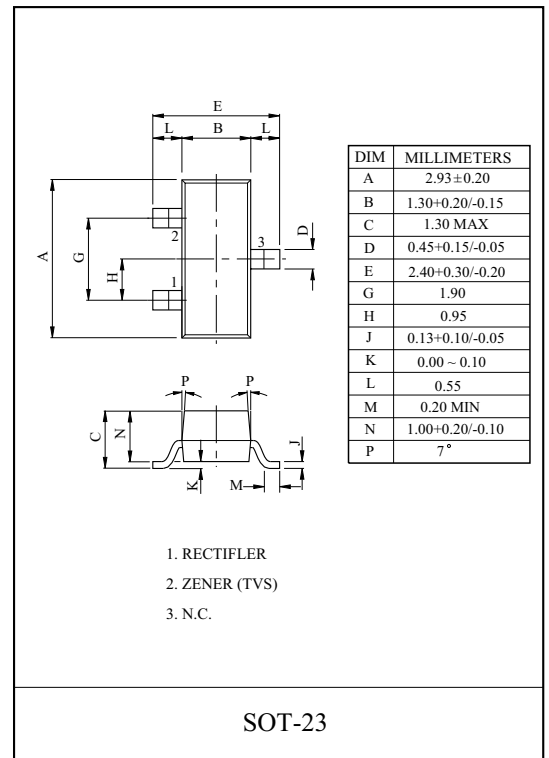 E
L B L
A
G
H
D
2
3
1
P P
C
N
K
M
J
DIM MILLIMETERS
A 2.93±0.20
B 1.30+0.20/-0.15
C 1.30 MAX
D 0.45+0.15/-0.05
E 2.40+0.30/-0.20
G 1.90
H 0.95
J 0.13+0.10/-0.05
K 0.00 ~ 0.10
L 0.55
M 0.20 MIN
N 1.00+0.20/-0.10
P 7°
1. RECTIFLER
2. ZENER (TVS)
3. N.C.
SOT-23